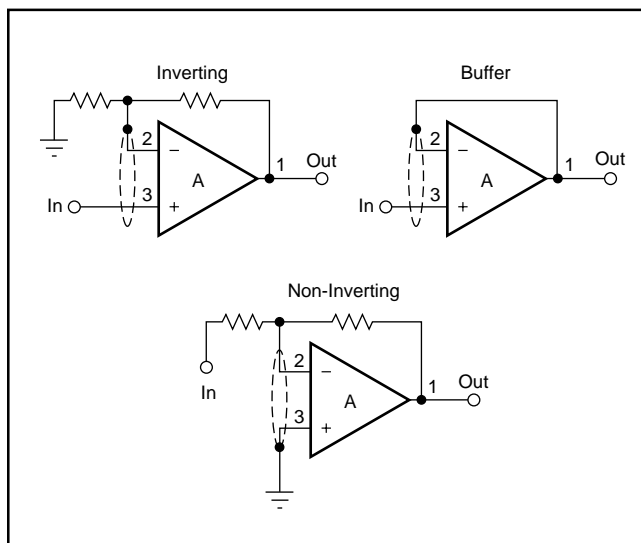 Inverting
2
−
A
1
Out
3
+
In
Buffer
2
−
A
1
Out
3
+
In
Non-Inverting
2
−
A
1
Out
3
+
In